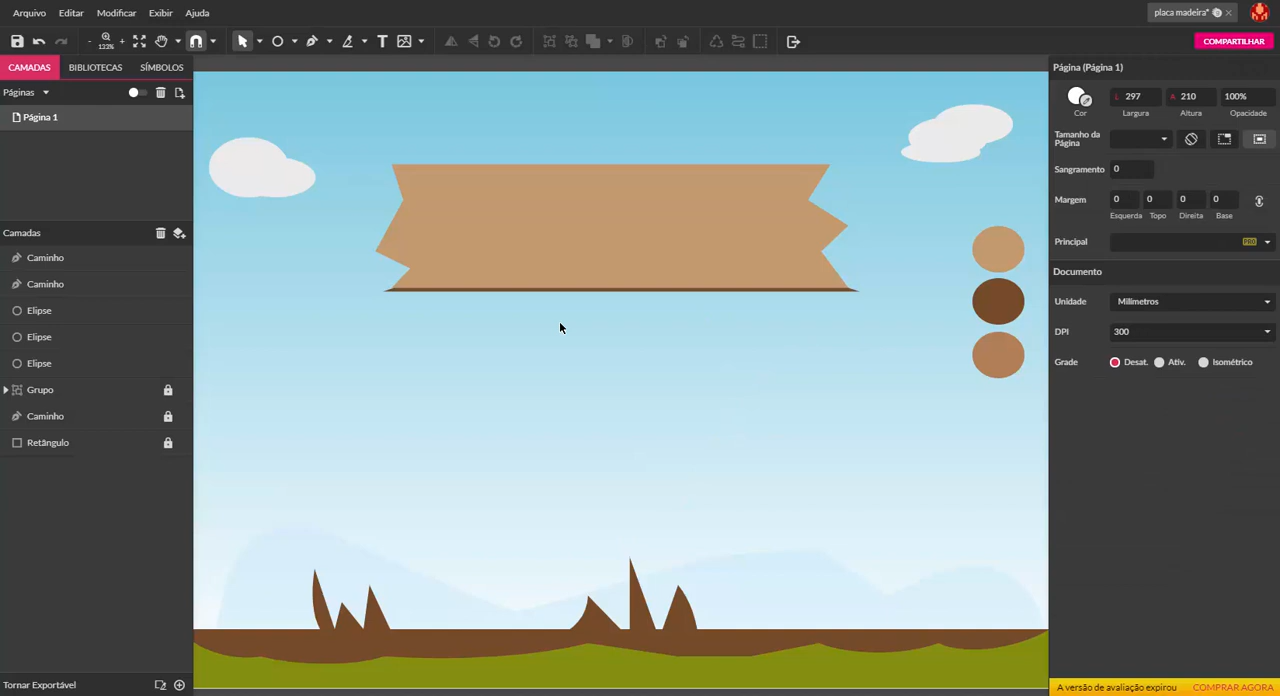 Arquivo Editar Modificar Exibir Ajuda placa madeira*
132% COMPARTILHAR
CAMADAS BIBLIOTECAS SÍMBOLOS
Páginas
Página 1
Camadas
Caminho
Caminho
Elipse
Elipse
Elipse
Grupo
Caminho
Retângulo
Tornar Exportável
Página (Página 1)
L 297 A 210 100%
Cor Largura Altura Opacidade
Tamanho da
Página
Sangramento 0
Margem 0 0 0 0
Esquerda Topo Direita Base
Principal PRO
Documento
Unidade Milímetros
DPI 300
Grade Desat. Ativ. Isométrico
A versão de avaliação expirou COMPRAR AGORA